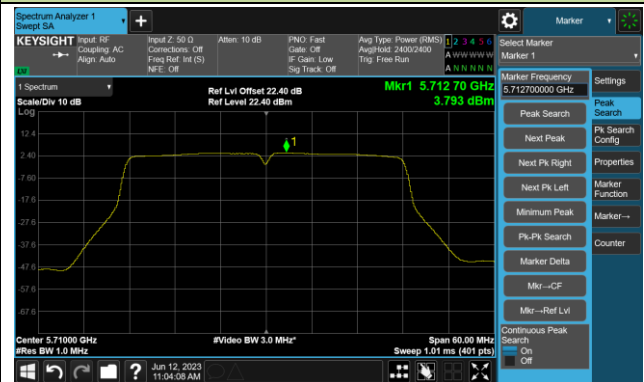 Spectrum Analyzer 1
Swept SA
Marker
KEYSIGHT
Input: RF
Coupling: AC
Align: Auto
Input Z: 50 Ω
Corrections: Off
Freq Ref: Int (S)
NFE: Off
Atten: 10 dB
PNO: Fast
Gate: Off
IF Gain: Low
Sig Track: Off
Avg Type: Power (RMS)
Avg|Hold: 2400/2400
Trig: Free Run
1 2 3 4 5 6
A W W W W W
A N N N N N
Select Marker
Marker 1
LXI
1 Spectrum
Scale/Div 10 dB
Log
Ref Lvl Offset 22.40 dB
Ref Level 22.40 dBm
Mkr1 5.712 70 GHz
3.793 dBm
Marker Frequency
5.712700000 GHz
Peak Search
Next Peak
Next Pk Right
Next Pk Left
Minimum Peak
Pk-Pk Search
Marker Delta
Mkr→CF
Mkr→Ref Lvl
Continuous Peak
Search
On
Off
Settings
Peak
Search
Pk Search
Config
Properties
Marker
Function
Marker→
Counter
1
12.4
2.40
-7.60
-17.6
-27.6
-37.6
-47.6
-57.6
-67.6
Center 5.71000 GHz
#Res BW 1.0 MHz
#Video BW 3.0 MHz*
Span 60.00 MHz
Sweep 1.01 ms (401 pts)
?
Jun 12, 2023
11:04:08 AM